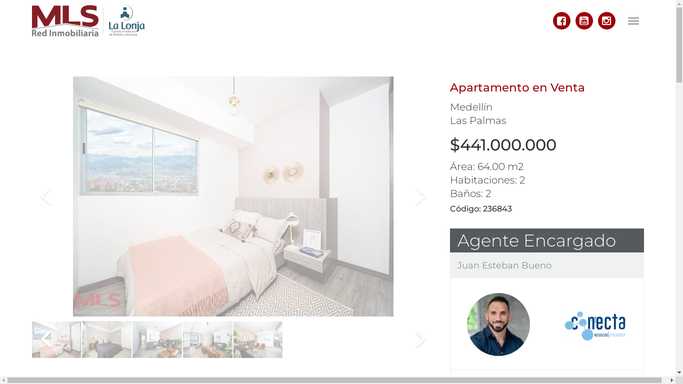 MLS
Red Inmobiliaria
La Lonja
Apartamento en Venta
Medellín
Las Palmas
$441.000.000
Área: 64.00 m2
Habitaciones: 2
Baños: 2
Código: 236843
Agente Encargado
Juan Esteban Bueno
MLS
conecta